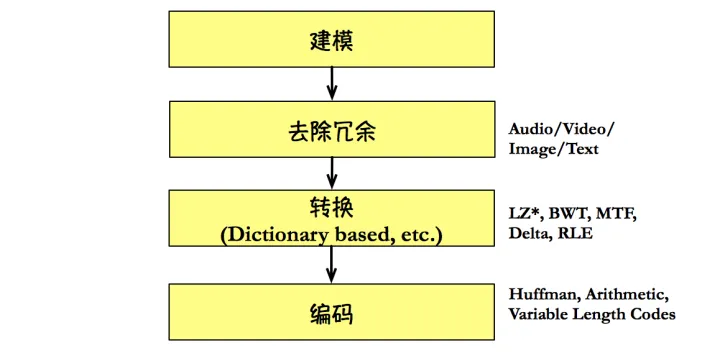 建模
去除冗余
Audio/Video/
Image/Text
转换
(Dictionary based, etc.)
LZ*, BWT, MTF,
Delta, RLE
编码
Huffman, Arithmetic,
Variable Length Codes